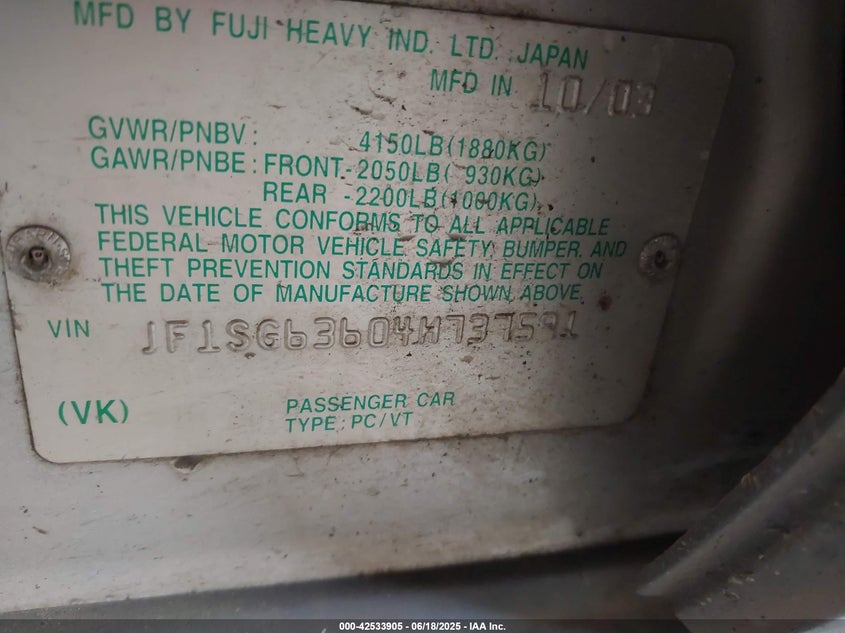 MFD BY FUJI HEAVY IND. LTD. JAPAN
MFD IN 10/03
GVWR/PNBV: 4150LB(1880KG)
GAWR/PNBE: FRONT-2050LB( 930KG)
REAR -2200LB(1000KG)
THIS VEHICLE CONFORMS TO ALL APPLICABLE
FEDERAL MOTOR VEHICLE SAFETY, BUMPER, AND
THEFT PREVENTION STANDARDS IN EFFECT ON
THE DATE OF MANUFACTURE SHOWN ABOVE.
VIN JF1SG63604H737591
(VK) PASSENGER CAR
TYPE: PC/VT
000-42533905 - 06/18/2025 - IAA Inc.